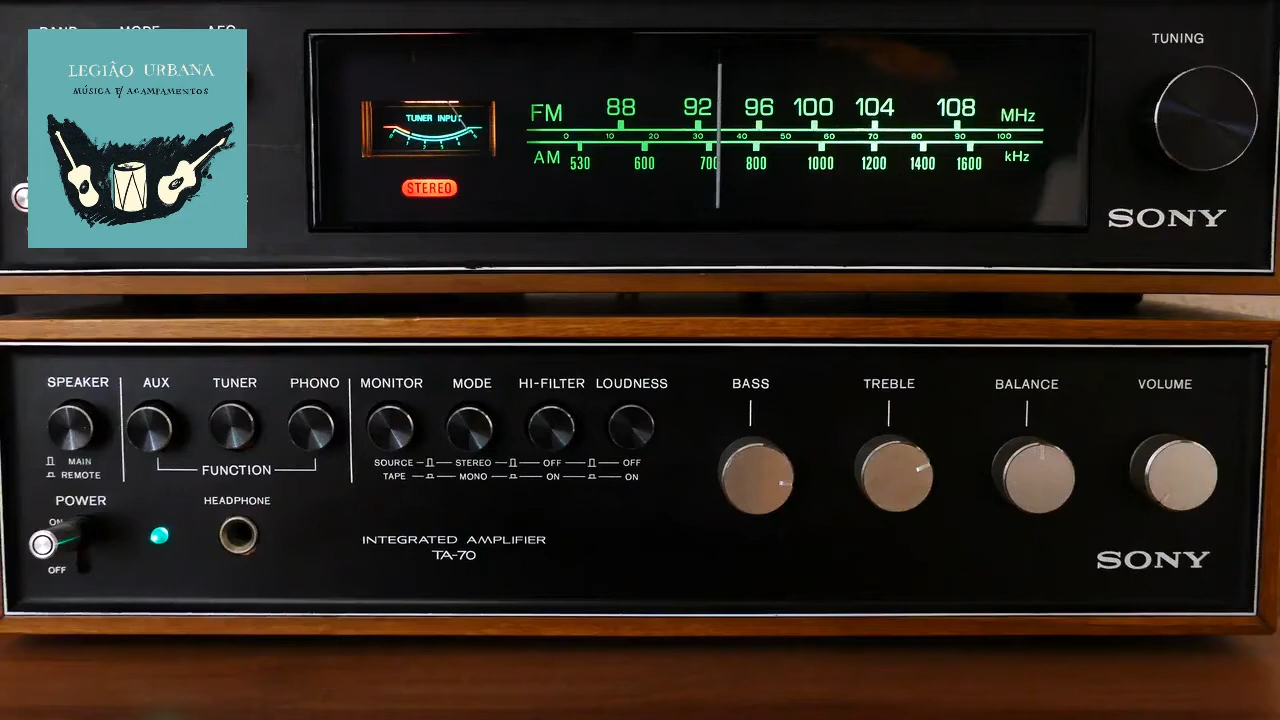 BAND MODE AFC
LEGIÃO URBANA
MÚSICA P/ ACAMPAMENTOS
TUNING
TUNER INPUT
STEREO
FM 88 92 96 100 104 108 MHz
0 10 20 30 40 50 60 70 80 90 100
AM 530 600 700 800 1000 1200 1400 1600 kHz
SONY
SPEAKER AUX TUNER PHONO MONITOR MODE HI-FILTER LOUDNESS BASS TREBLE BALANCE VOLUME
MAIN
REMOTE
FUNCTION
SOURCE STEREO OFF OFF
TAPE MONO ON ON
POWER
ON
OFF
HEADPHONE
INTEGRATED AMPLIFIER
TA-70
SONY